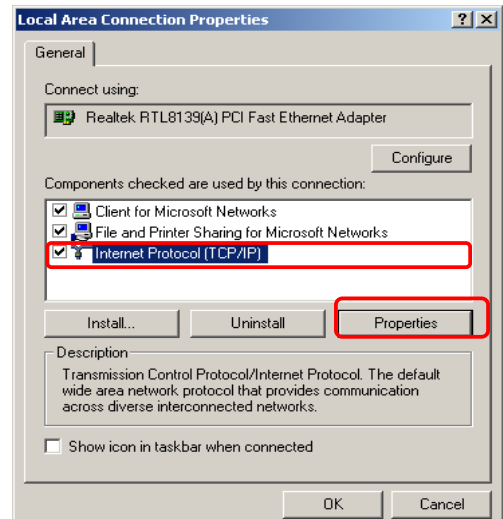 Local Area Connection Properties
General
Connect using:
Realtek RTL8139(A) PCI Fast Ethernet Adapter
Configure
Components checked are used by this connection:
Client for Microsoft Networks
File and Printer Sharing for Microsoft Networks
Internet Protocol (TCP/IP)
Install... Uninstall Properties
Description
Transmission Control Protocol/Internet Protocol. The default
wide area network protocol that provides communication
across diverse interconnected networks.
Show icon in taskbar when connected
OK Cancel